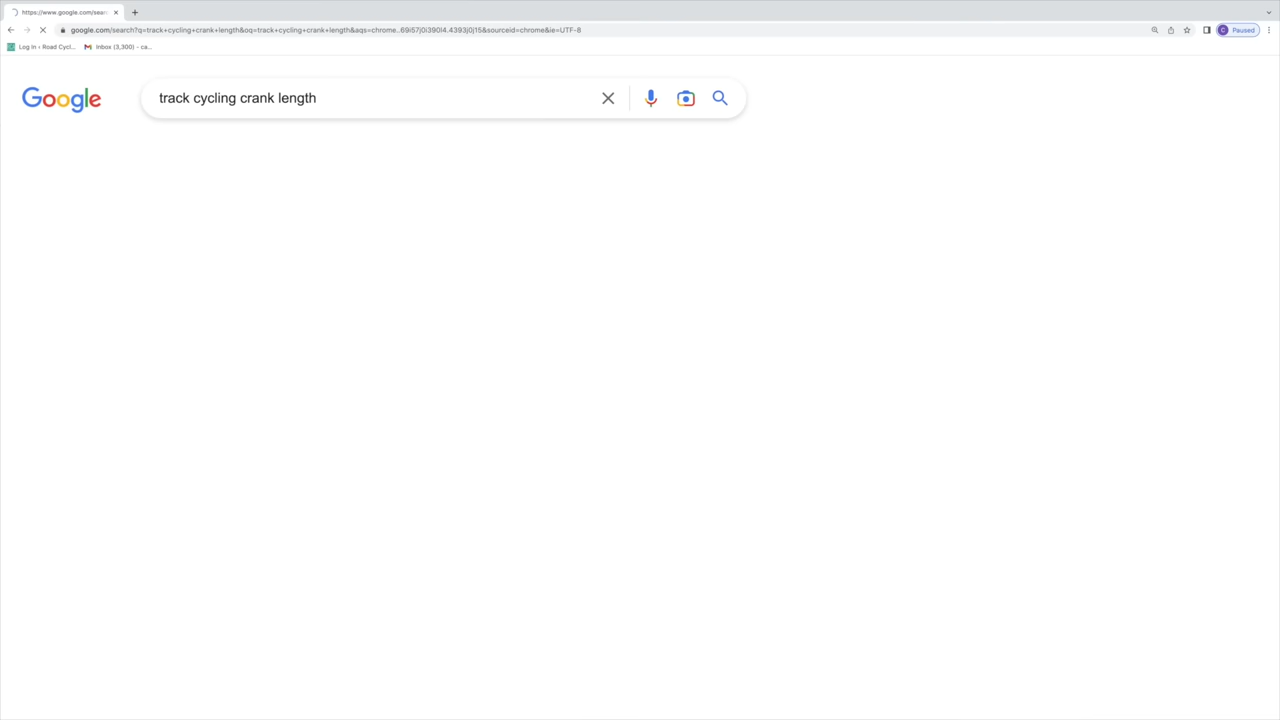 https://www.google.com/sear
google.com/search?q=track+cycling+crank+length&oq=track+cycling+crank+length&aqs=chrome..69i57j0i390l4.4393j0j15&sourceid=chrome&ie=UTF-8
C Paused
Log In ‹ Road Cycl... Inbox (3,300) - ca...
Google
track cycling crank length